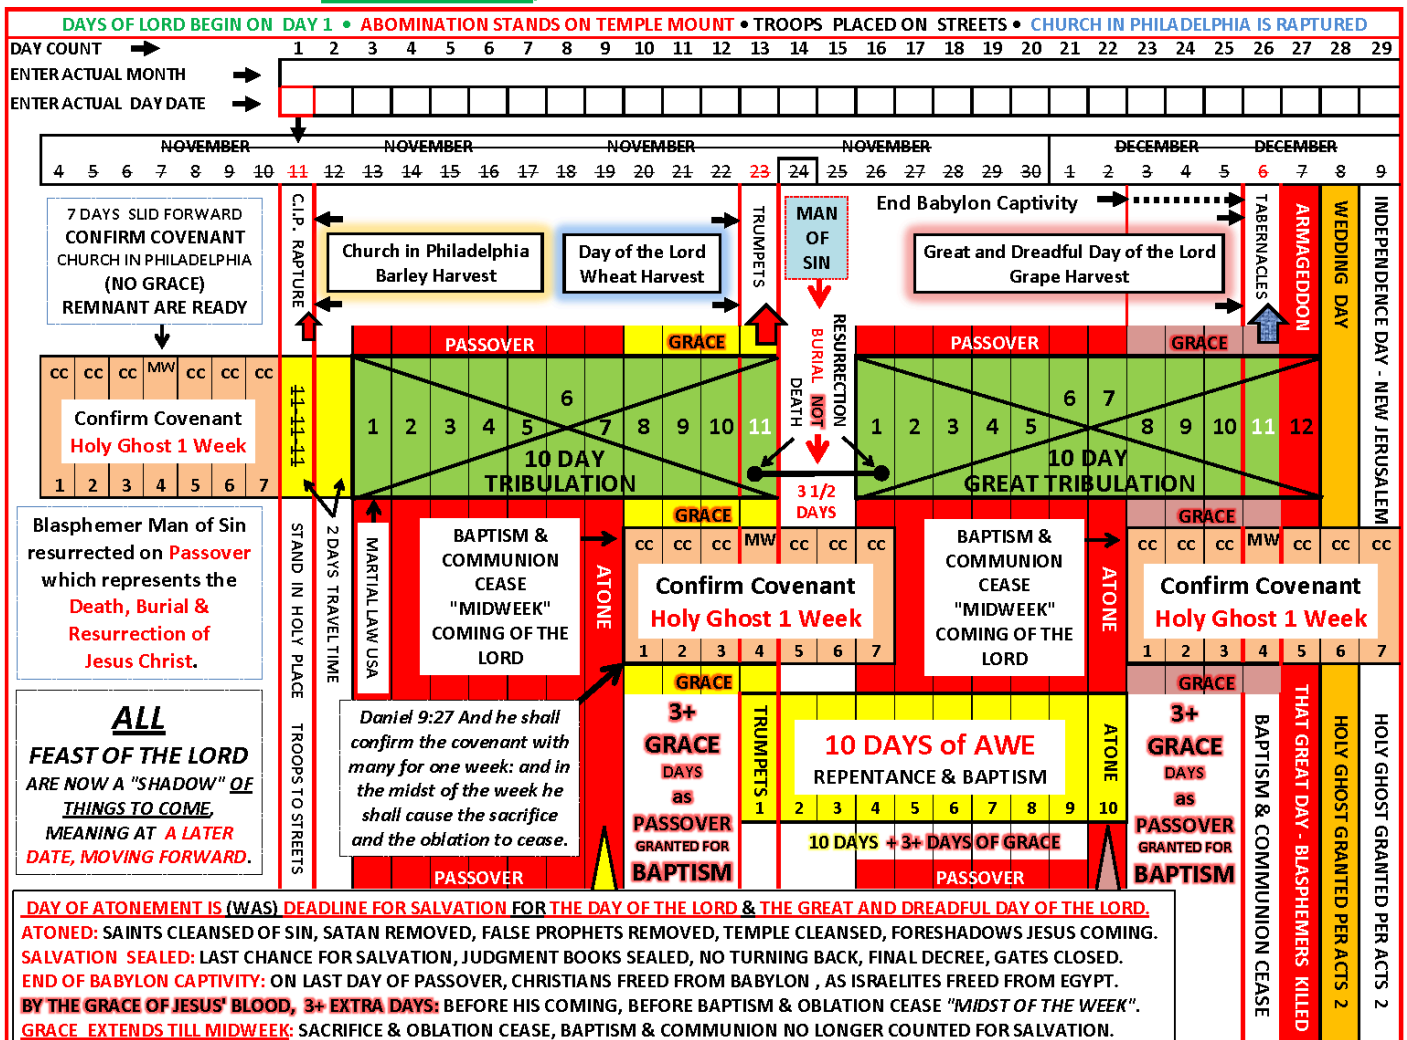 DAYS OF LORD BEGIN ON DAY 1 • ABOMINATION STANDS ON TEMPLE MOUNT • TROOPS PLACED ON STREETS • CHURCH IN PHILADELPHIA IS RAPTURED
DAY COUNT 1 2 3 4 5 6 7 8 9 10 11 12 13 14 15 16 17 18 19 20 21 22 23 24 25 26 27 28 29
ENTER ACTUAL MONTH
ENTER ACTUAL DAY DATE
NOVEMBER NOVEMBER NOVEMBER NOVEMBER DECEMBER DECEMBER
4 5 6 7 8 9 10 11 12 13 14 15 16 17 18 19 20 21 22 23 24 25 26 27 28 29 30 1 2 3 4 5 6 7 8 9
7 DAYS SLID FORWARD
CONFIRM COVENANT
CHURCH IN PHILADELPHIA
(NO GRACE)
REMNANT ARE READY
C.I.P. RAPTURE
Church in Philadelphia
Barley Harvest
Day of the Lord
Wheat Harvest
TRUMPETS
MAN
OF
SIN
End Babylon Captivity
Great and Dreadful Day of the Lord
Grape Harvest
TABERNACLES
ARMAGEDDON
WEDDING DAY
INDEPENDENCE DAY - NEW JERUSALEM
PASSOVER GRACE
DEATH
BURIAL NOT
RESURRECTION
PASSOVER GRACE
cc cc cc MW cc cc cc
Confirm Covenant
Holy Ghost 1 Week
1 2 3 4 5 6 7
11-11-11
1 2 3 4 5 6 7 8 9 10 11
10 DAY
TRIBULATION
3 1/2
DAYS
1 2 3 4 5 6 7 8 9 10 11 12
10 DAY
GREAT TRIBULATION
Blasphemer Man of Sin
resurrected on Passover
which represents the
Death, Burial &
Resurrection of
Jesus Christ.
STAND IN HOLY PLACE TROOPS TO STREETS
2 DAYS TRAVEL TIME
MARTIAL LAW USA
BAPTISM &
COMMUNION
CEASE
"MIDWEEK"
COMING OF THE
LORD
ATONE
GRACE
cc cc cc MW cc cc cc
Confirm Covenant
Holy Ghost 1 Week
1 2 3 4 5 6 7
GRACE
BAPTISM &
COMMUNION
CEASE
"MIDWEEK"
COMING OF THE
LORD
ATONE
GRACE
cc cc cc MW cc cc cc
Confirm Covenant
Holy Ghost 1 Week
1 2 3 4 5 6 7
GRACE
ALL
FEAST OF THE LORD
ARE NOW A "SHADOW" OF
THINGS TO COME,
MEANING AT A LATER
DATE, MOVING FORWARD.
Daniel 9:27 And he shall
confirm the covenant with
many for one week: and in
the midst of the week he
shall cause the sacrifice
and the oblation to cease.
PASSOVER
3+
GRACE
DAYS
as
PASSOVER
GRANTED FOR
BAPTISM
TRUMPETS
10 DAYS of AWE
REPENTANCE & BAPTISM
ATONE
1 2 3 4 5 6 7 8 9 10
10 DAYS + 3+ DAYS OF GRACE
PASSOVER
3+
GRACE
DAYS
as
PASSOVER
GRANTED FOR
BAPTISM
BAPTISM & COMMUNION CEASE
THAT GREAT DAY - BLASPHEMERS KILLED
HOLY GHOST GRANTED PER ACTS 2
HOLY GHOST GRANTED PER ACTS 2
DAY OF ATONEMENT IS (WAS) DEADLINE FOR SALVATION FOR THE DAY OF THE LORD & THE GREAT AND DREADFUL DAY OF THE LORD.
ATONED: SAINTS CLEANSED OF SIN, SATAN REMOVED, FALSE PROPHETS REMOVED, TEMPLE CLEANSED, FORESHADOWS JESUS COMING.
SALVATION SEALED: LAST CHANCE FOR SALVATION, JUDGMENT BOOKS SEALED, NO TURNING BACK, FINAL DECREE, GATES CLOSED.
END OF BABYLON CAPTIVITY: ON LAST DAY OF PASSOVER, CHRISTIANS FREED FROM BABYLON , AS ISRAELITES FREED FROM EGYPT.
BY THE GRACE OF JESUS' BLOOD, 3+ EXTRA DAYS: BEFORE HIS COMING, BEFORE BAPTISM & OBLATION CEASE "MIDST OF THE WEEK".
GRACE EXTENDS TILL MIDWEEK: SACRIFICE & OBLATION CEASE, BAPTISM & COMMUNION NO LONGER COUNTED FOR SALVATION.